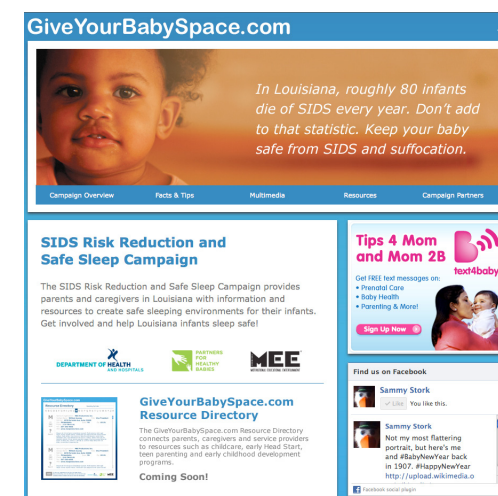 GiveYourBabySpace.com
In Louisiana, roughly 80 infants
die of SIDS every year. Don't add
to that statistic. Keep your baby
safe from SIDS and suffocation.
Campaign Overview
Facts & Tips
Multimedia
Resources
Campaign Partners
SIDS Risk Reduction and
Safe Sleep Campaign
The SIDS Risk Reduction and Safe Sleep Campaign provides
parents and caregivers in Louisiana with information and
resources to create safe sleeping environments for their infants.
Get involved and help Louisiana infants sleep safe!
DEPARTMENT OF HEALTH
AND HOSPITALS
PARTNERS
FOR
HEALTHY
BABIES
MEE
GiveYourBabySpace.com
Resource Directory
GiveYourBabySpace.com
Resource Directory
The GiveYourBabySpace.com Resource Directory
connects parents, caregivers and service providers
to resources such as childcare, early Head Start,
teen parenting and early childhood development
programs.
Coming Soon!
Tips 4 Mom
and Mom 2B
text4baby
Get FREE text messages on:
• Prenatal Care
• Baby Health
• Parenting & More!
Sign Up Now
Find us on Facebook
Sammy Stork
Like
You like this.
Sammy Stork
Not my most flattering
portrait, but here's me
and #BabyNewYear back
in 1907. #HappyNewYear
http://upload.wikimedia.o
Facebook social plugin